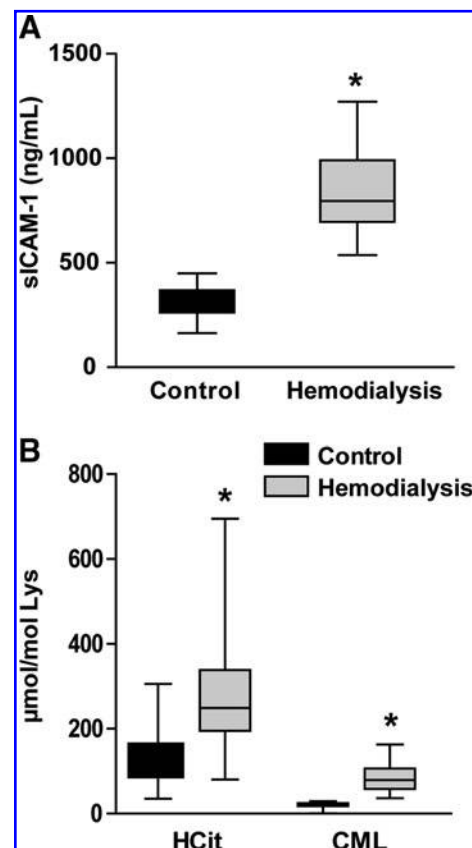 A
sICAM-1 (ng/mL)
1500
1000
500
0
*
Control Hemodialysis
B
Control
Hemodialysis
µmol/mol Lys
800
600
400
200
0
*
*
HCit CML